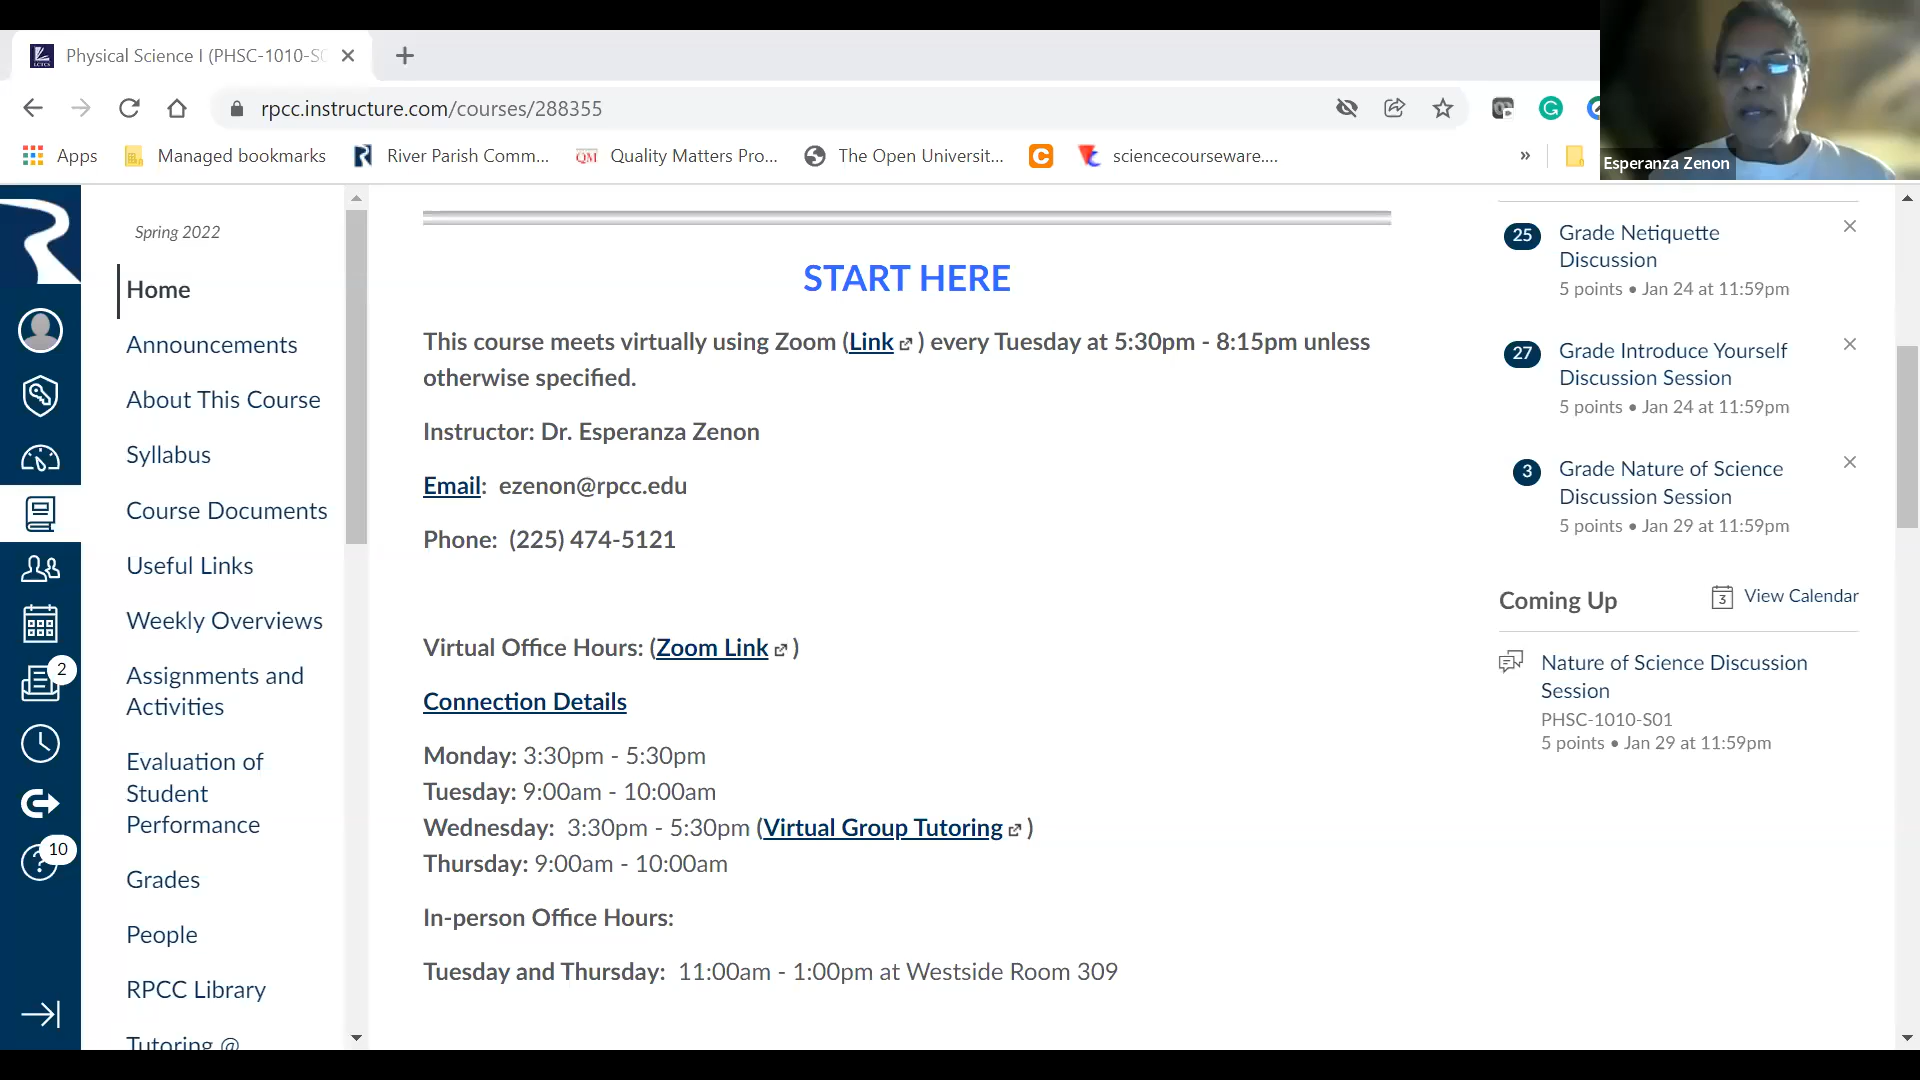 Physical Science I (PHSC-1010-S
rpcc.instructure.com/courses/288355
Apps
Managed bookmarks
River Parish Comm...
QM
Quality Matters Pro...
The Open Universit...
sciencecourseware....
»
Esperanza Zenon
Spring 2022
Home
Announcements
About This Course
Syllabus
Course Documents
Useful Links
Weekly Overviews
Assignments and
Activities
Evaluation of
Student
Performance
Grades
People
RPCC Library
Tutoring @
2
10
START HERE
This course meets virtually using Zoom (Link ) every Tuesday at 5:30pm - 8:15pm unless
otherwise specified.
Instructor: Dr. Esperanza Zenon
Email: ezenon@rpcc.edu
Phone: (225) 474-5121
Virtual Office Hours: (Zoom Link )
Connection Details
Monday: 3:30pm - 5:30pm
Tuesday: 9:00am - 10:00am
Wednesday: 3:30pm - 5:30pm (Virtual Group Tutoring )
Thursday: 9:00am - 10:00am
In-person Office Hours:
Tuesday and Thursday: 11:00am - 1:00pm at Westside Room 309
25
Grade Netiquette
Discussion
5 points • Jan 24 at 11:59pm
27
Grade Introduce Yourself
Discussion Session
5 points • Jan 24 at 11:59pm
3
Grade Nature of Science
Discussion Session
5 points • Jan 29 at 11:59pm
Coming Up
3
View Calendar
Nature of Science Discussion
Session
PHSC-1010-S01
5 points • Jan 29 at 11:59pm